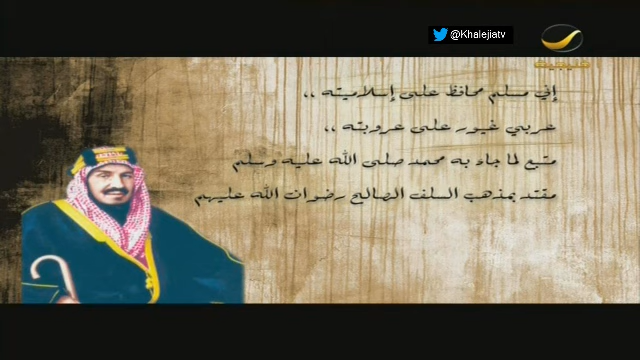 @Khalejiatv
خليجية
إني مسلم محافظ على إسلاميته ،،
عربي غيور على عروبته ،،
متبع لما جاء به محمد صلى الله عليه وسلم
مقتد بمذهب السلف الصالح رضوان الله عليهم